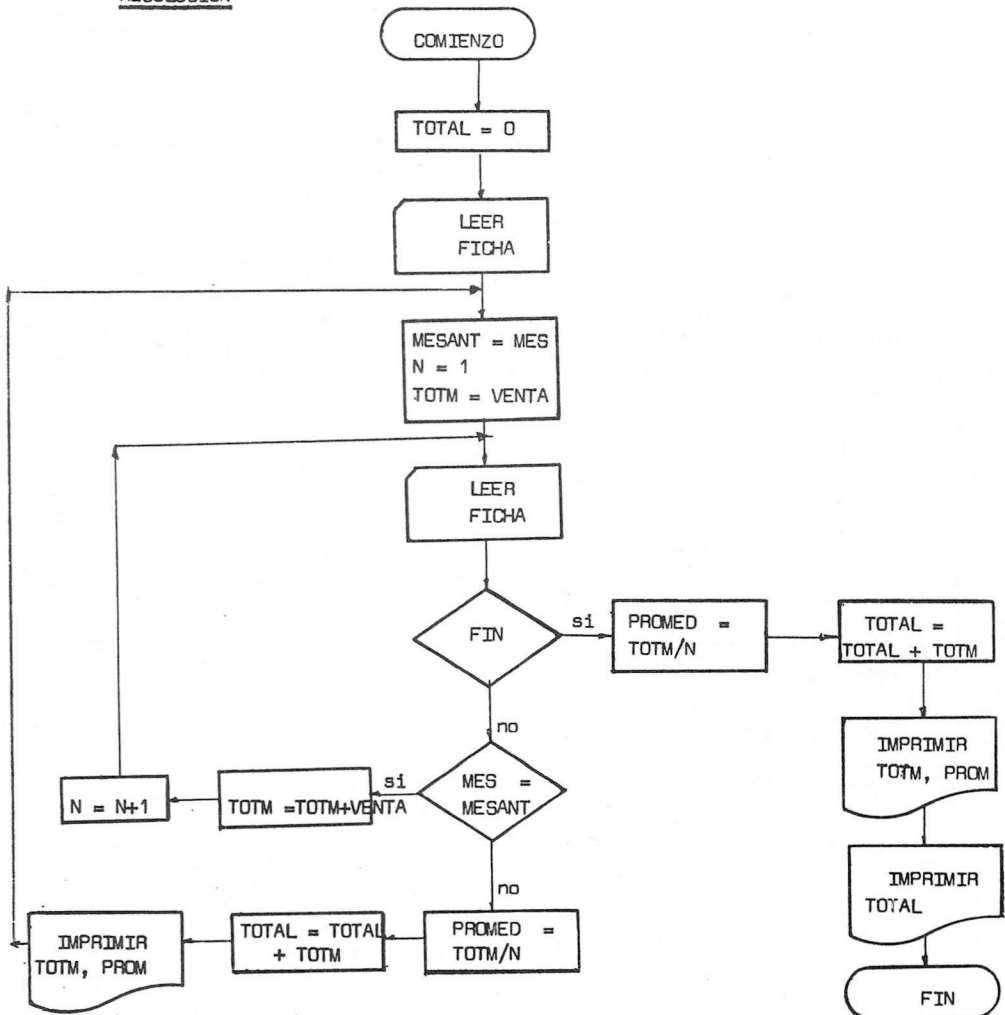 COMIENZO
TOTAL = 0
LEER
FICHA
MESANT = MES
N = 1
TOTM = VENTA
LEER
FICHA
FIN
si
PROMED =
TOTM/N
TOTAL =
TOTAL + TOTM
IMPRIMIR
TOTM, PROM
IMPRIMIR
TOTAL
FIN
no
MES =
MESANT
si
TOTM =TOTM+VENTA
N = N+1
no
PROMED =
TOTM/N
TOTAL = TOTAL
+ TOTM
IMPRIMIR
TOTM, PROM